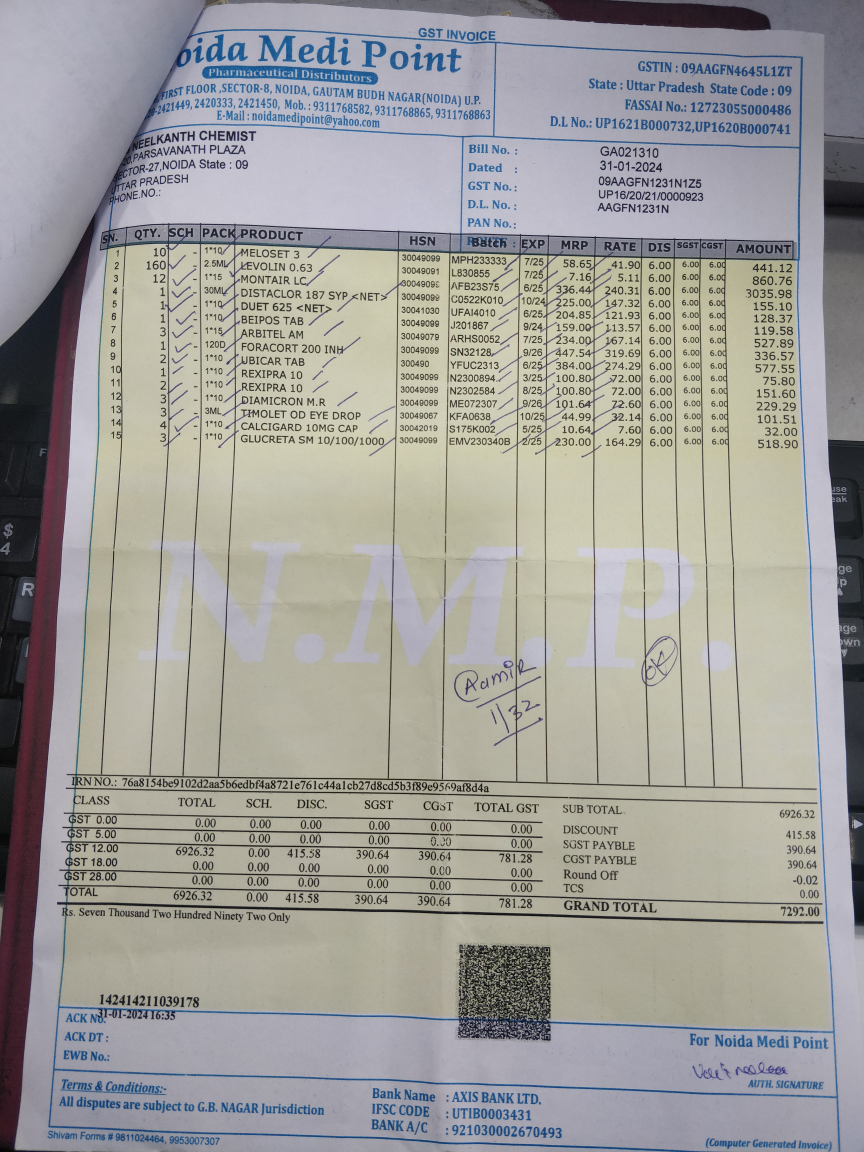 GST INVOICE
oida Medi Point
Pharmaceutical Distributors
FIRST FLOOR ,SECTOR-8, NOIDA, GAUTAM BUDH NAGAR(NOIDA) U.P.
-2421449, 2420333, 2421450, Mob. : 9311768582, 9311768865, 9311768863
E-Mail : noidamedipoint@yahoo.com
GSTIN : 09AAGFN4645L1ZT
State : Uttar Pradesh State Code : 09
FASSAI No.: 12723055000486
D.L No.: UP1621B000732,UP1620B000741
NEELKANTH CHEMIST
PARSAVANATH PLAZA
SECTOR-27,NOIDA State : 09
UTTAR PRADESH
PHONE.NO.:
Bill No. : GA021310
Dated : 31-01-2024
GST No. : 09AAGFN1231N1Z5
D.L. No. : UP16/20/21/0000923
PAN No.: AAGFN1231N
SN. QTY. SCH PACK PRODUCT HSN Batch : EXP MRP RATE DIS SGST CGST AMOUNT
1 10 - 1*10 MELOSET 3 30049099 MPH233333 7/25 58.65 41.90 6.00 6.00 6.00 441.12
2 160 - 2.5ML LEVOLIN 0.63 30049091 L830855 7/25 7.16 5.11 6.00 6.00 6.00 860.76
3 12 - 1*15 MONTAIR LC 30049099 AFB23S75 6/25 336.44 240.31 6.00 6.00 6.00 3035.98
4 1 - 30ML DISTACLOR 187 SYP <NET> 30049099 C0522K010 10/24 225.00 147.32 6.00 6.00 6.00 155.10
5 1 - 1*10 DUET 625 <NET> 30041030 UFAI4010 6/25 204.85 121.93 6.00 6.00 6.00 128.37
6 1 - 1*10 BEIPOS TAB 30049099 J201867 9/24 159.00 113.57 6.00 6.00 6.00 119.58
7 3 - 1*15 ARBITEL AM 30049079 ARHS0052 7/25 234.00 167.14 6.00 6.00 6.00 527.89
8 1 - 120D FORACORT 200 INH 30049099 SN32128 9/26 447.54 319.69 6.00 6.00 6.00 336.57
9 2 - 1*10 UBICAR TAB 300490 YFUC2313 6/25 384.00 274.29 6.00 6.00 6.00 577.55
10 1 - 1*10 REXIPRA 10 30049099 N2300894 3/25 100.80 72.00 6.00 6.00 6.00 75.80
11 2 - 1*10 REXIPRA 10 30049099 N2302584 8/25 100.80 72.00 6.00 6.00 6.00 151.60
12 3 - 1*10 DIAMICRON M.R 30049099 ME072307 9/26 101.64 72.60 6.00 6.00 6.00 229.29
13 3 - 3ML TIMOLET OD EYE DROP 30049067 KFA0638 10/25 44.99 32.14 6.00 6.00 6.00 101.51
14 4 - 1*10 CALCIGARD 10MG CAP 30042019 S175K002 5/25 10.64 7.60 6.00 6.00 6.00 32.00
15 3 - 1*10 GLUCRETA SM 10/100/1000 30049099 EMV230340B 2/25 230.00 164.29 6.00 6.00 6.00 518.90
N.M.P.
Aamir
OK
1/32
IRN NO.: 76a8154be9102d2aa5b6edbf4a8721e761c44a1cb27d8cd5b3f89e9569af8d4a
CLASS TOTAL SCH. DISC. SGST CGST TOTAL GST
GST 0.00 0.00 0.00 0.00 0.00 0.00 0.00
GST 5.00 0.00 0.00 0.00 0.00 0.00 0.00
GST 12.00 6926.32 0.00 415.58 390.64 390.64 781.28
GST 18.00 0.00 0.00 0.00 0.00 0.00 0.00
GST 28.00 0.00 0.00 0.00 0.00 0.00 0.00
TOTAL 6926.32 0.00 415.58 390.64 390.64 781.28
SUB TOTAL 6926.32
DISCOUNT 415.58
SGST PAYBLE 390.64
CGST PAYBLE 390.64
Round Off -0.02
TCS 0.00
GRAND TOTAL 7292.00
Rs. Seven Thousand Two Hundred Ninety Two Only
142414211039178
ACK No: 31-01-2024 16:35
ACK DT :
EWB No.:
For Noida Medi Point
AUTH. SIGNATURE
Terms & Conditions:-
All disputes are subject to G.B. NAGAR Jurisdiction
Bank Name : AXIS BANK LTD.
IFSC CODE : UTIB0003431
BANK A/C : 921030002670493
Shivam Forms # 9811024464, 9953007307
(Computer Generated Invoice)